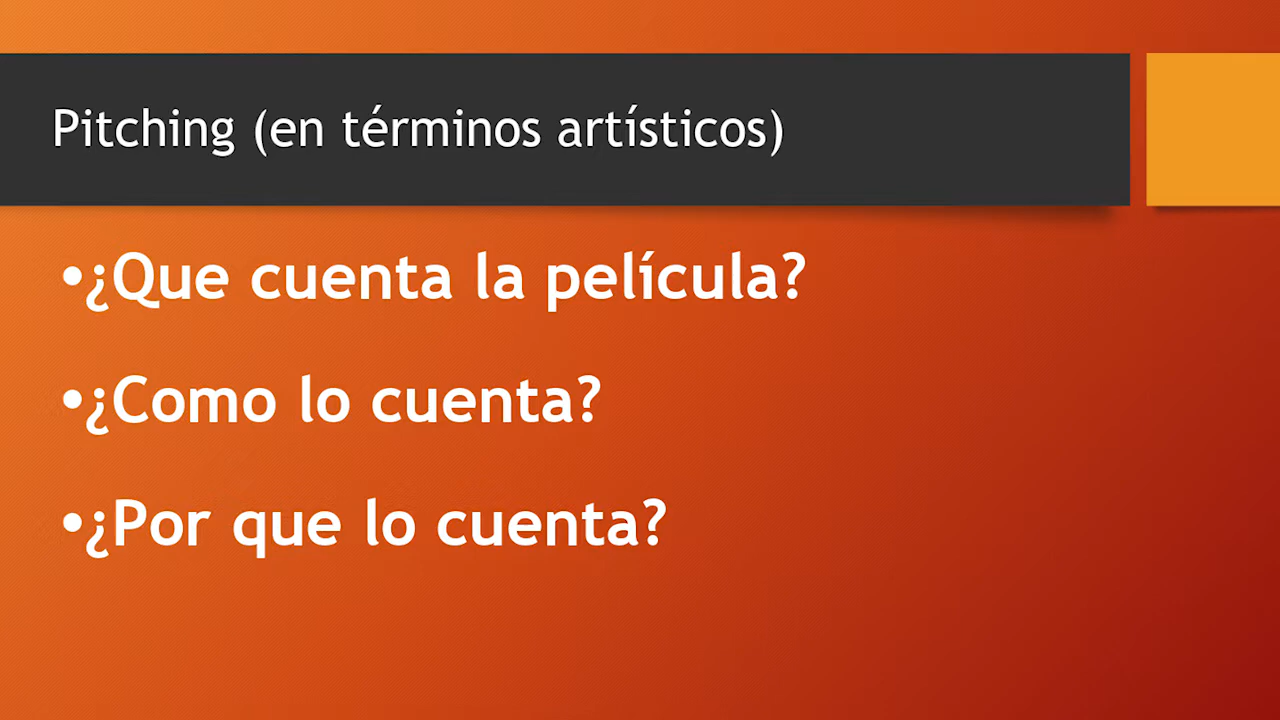 Pitching (en términos artísticos)
•¿Que cuenta la película?
•¿Como lo cuenta?
•¿Por que lo cuenta?